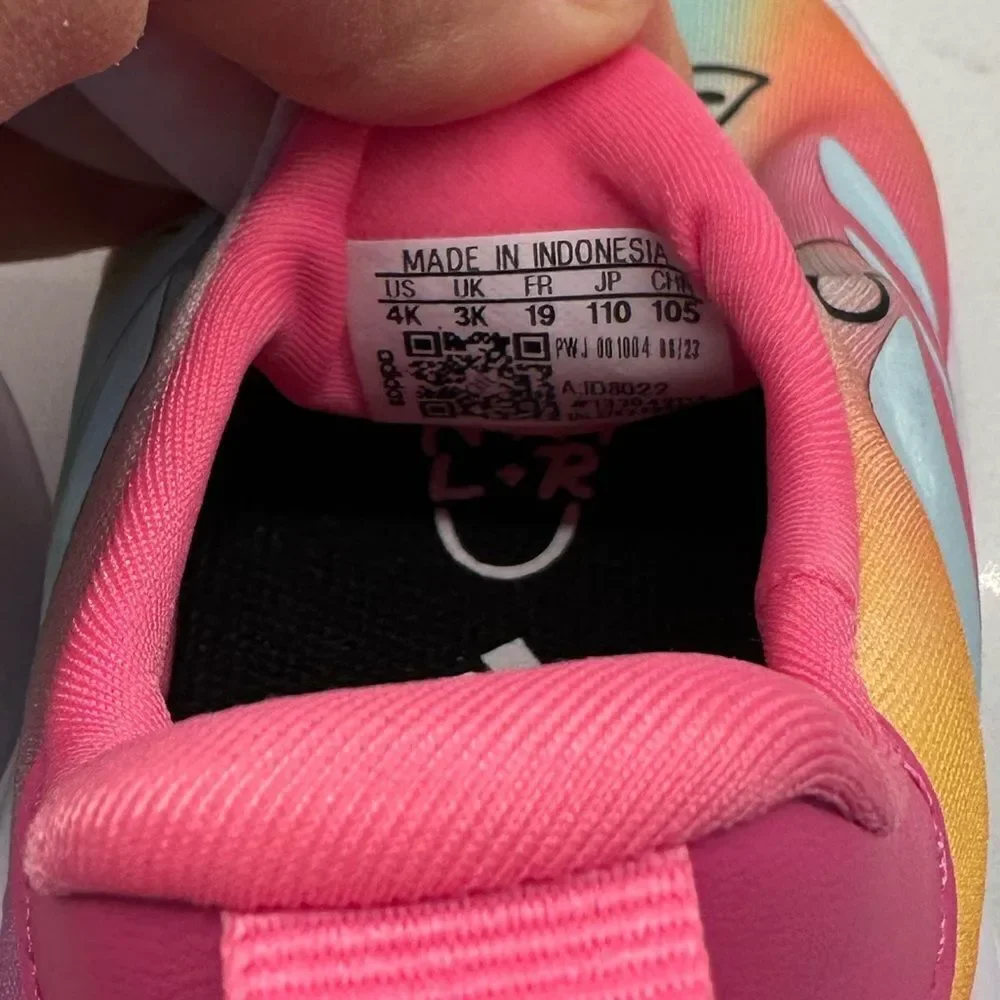 MADE IN INDONESIA
US UK FR JP CHN
4K 3K 19 110 105
adidas
PWJ 001004 08/23
A.ID8022
L·R